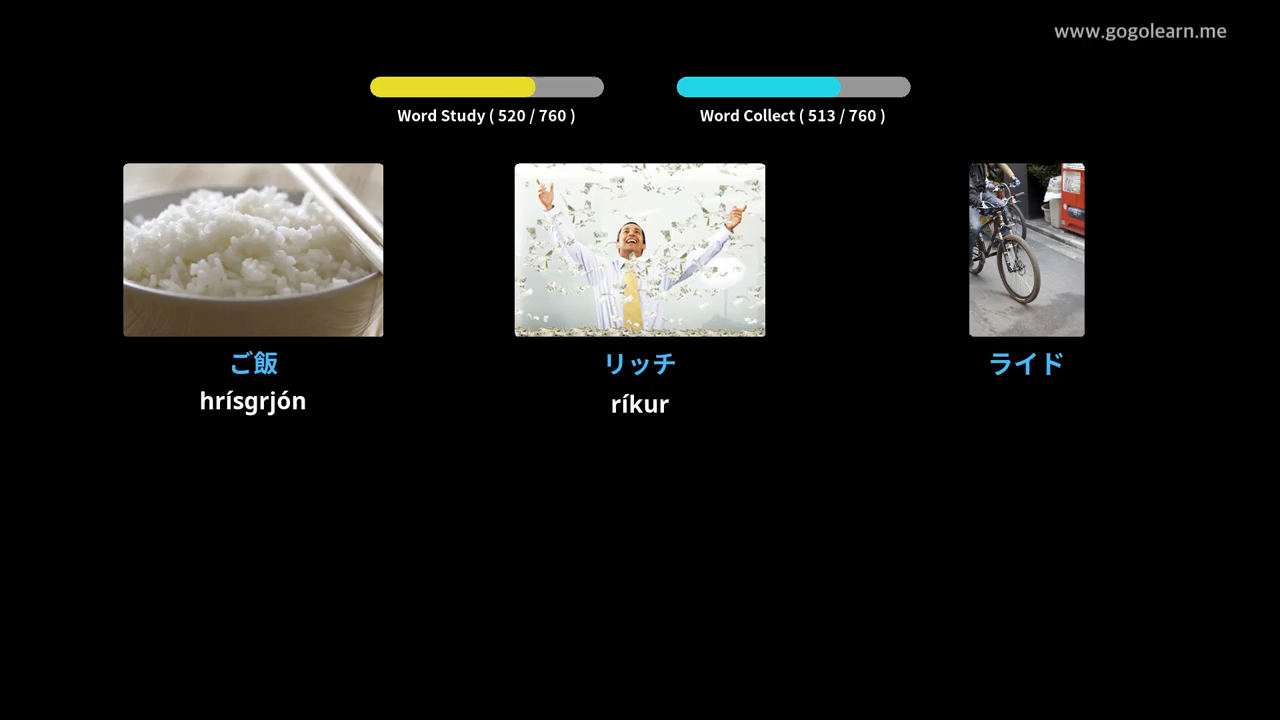 www.gogolearn.me
Word Study ( 520 / 760 )
Word Collect ( 513 / 760 )
ご飯
リッチ
ライド
hrísgrjón
ríkur